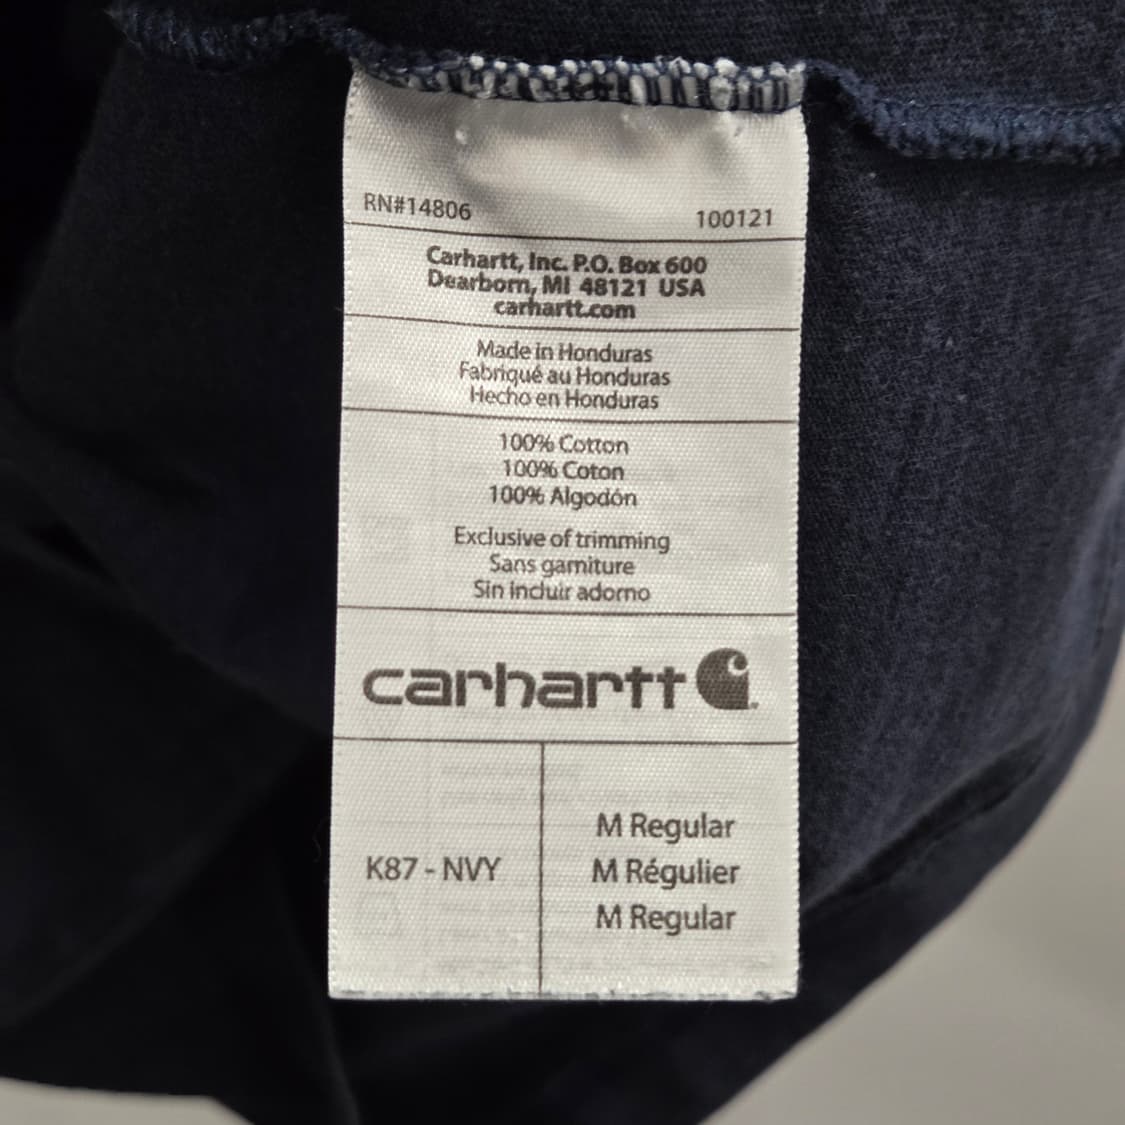 RN#14806 100121
Carhartt, Inc. P.O. Box 600
Dearborn, MI 48121 USA
carhartt.com
Made in Honduras
Fabriqué au Honduras
Hecho en Honduras
100% Cotton
100% Coton
100% Algodón
Exclusive of trimming
Sans garniture
Sin incluir adorno
carhartt
K87 - NVY
M Regular
M Régulier
M Regular